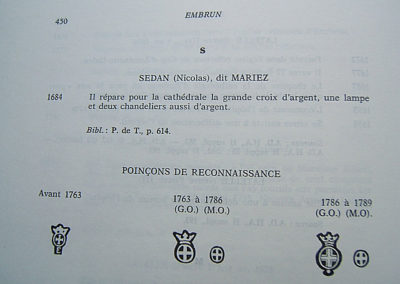 450
EMBRUN
S
SEDAN (Nicolas), dit MARIEZ
1684 Il répare pour la cathédrale la grande croix d'argent, une lampe
et deux chandeliers aussi d'argent.
Bibl. : P. de T., p. 614.
POINÇONS DE RECONNAISSANCE
Avant 1763 1763 à 1786 1786 à 1789
(G.O.) (M.O.) (G.O.) (M.O.).
E